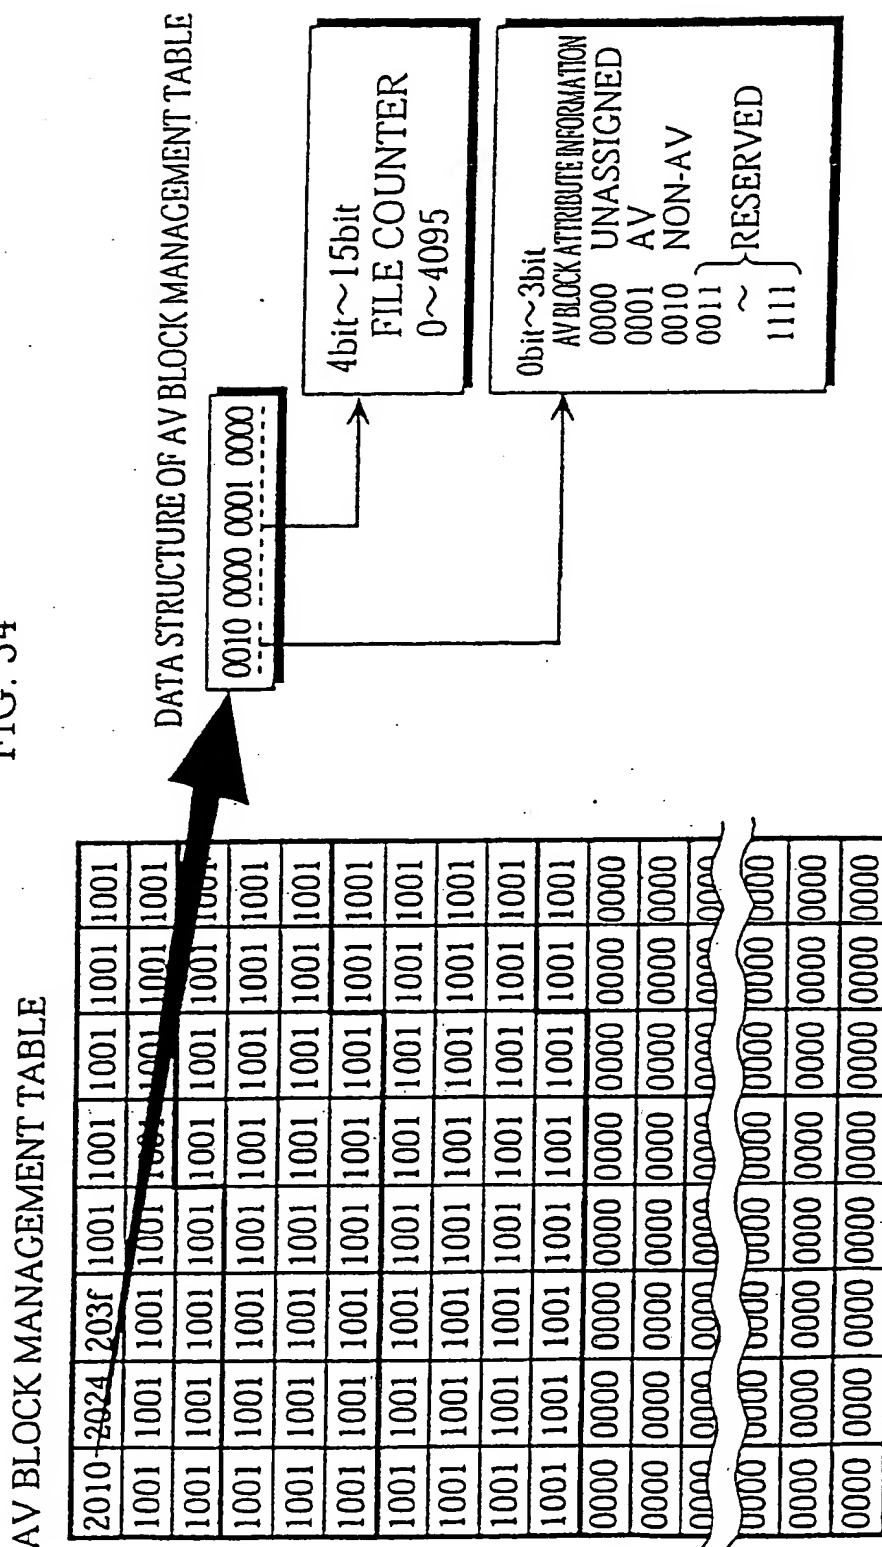 FIG. 34
AV BLOCK MANAGEMENT TABLE
2010 2024 203f 1001 1001 1001 1001 1001
1001 1001 1001 1001 1001 1001 1001 1001
1001 1001 1001 1001 1001 1001 1001 1001
1001 1001 1001 1001 1001 1001 1001 1001
1001 1001 1001 1001 1001 1001 1001 1001
1001 1001 1001 1001 1001 1001 1001 1001
1001 1001 1001 1001 1001 1001 1001 1001
1001 1001 1001 1001 1001 1001 1001 1001
1001 1001 1001 1001 1001 1001 1001 1001
1001 1001 1001 1001 1001 1001 1001 1001
0000 0000 0000 0000 0000 0000 0000 0000
0000 0000 0000 0000 0000 0000 0000 0000
0000 0000 0000 0000 0000 0000 0000 0000
0000 0000 0000 0000 0000 0000 0000 0000
0000 0000 0000 0000 0000 0000 0000 0000
0000 0000 0000 0000 0000 0000 0000 0000
DATA STRUCTURE OF AV BLOCK MANAGEMENT TABLE
0010 0000 0001 0000
4bit～15bit
FILE COUNTER
0～4095
0bit～3bit
AV BLOCK ATTRIBUTE INFORMATION
0000 UNASSIGNED
0001 AV
0010 NON-AV
0011
～ RESERVED
1111